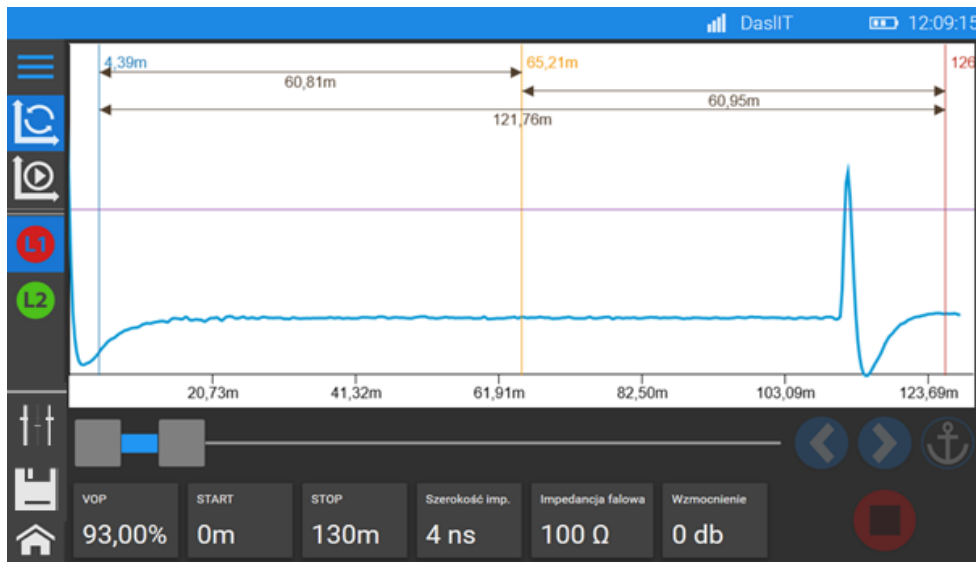 DasIIT 12:09:15
4,39m 65,21m 126
60,81m
60,95m
121,76m
L1
L2
20,73m 41,32m 61,91m 82,50m 103,09m 123,69m
VOP START STOP Szerokość imp. Impedancja falowa Wzmocnienie
93,00% 0m 130m 4 ns 100 Ω 0 db